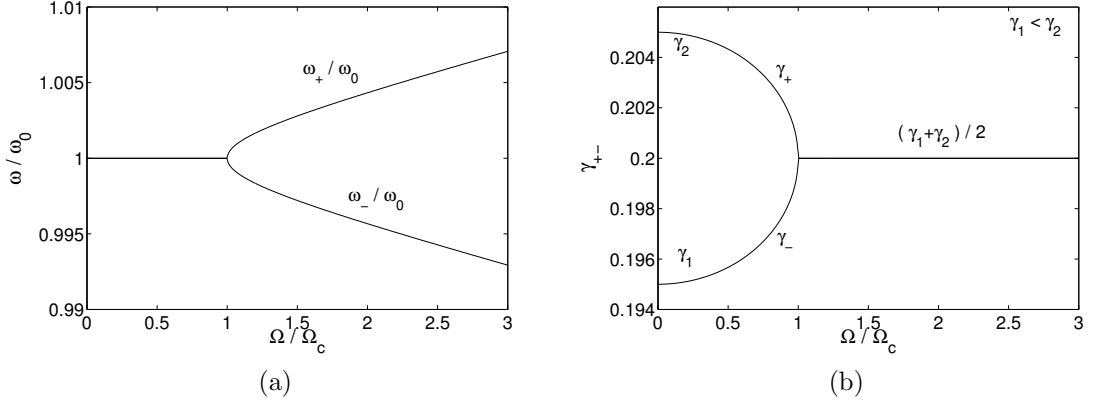 1.01
1.005
1
0.995
0.99
ω / ω₀
ω₊ / ω₀
ω₋ / ω₀
0 0.5 1 1.5 2 2.5 3
Ω / Ω_c
(a)
0.204
0.202
0.2
0.198
0.196
0.194
γ₊₋
γ₁ < γ₂
γ₂
γ₊
( γ₁+γ₂ ) / 2
γ₁
γ₋
0 0.5 1 1.5 2 2.5 3
Ω / Ω_c
(b)